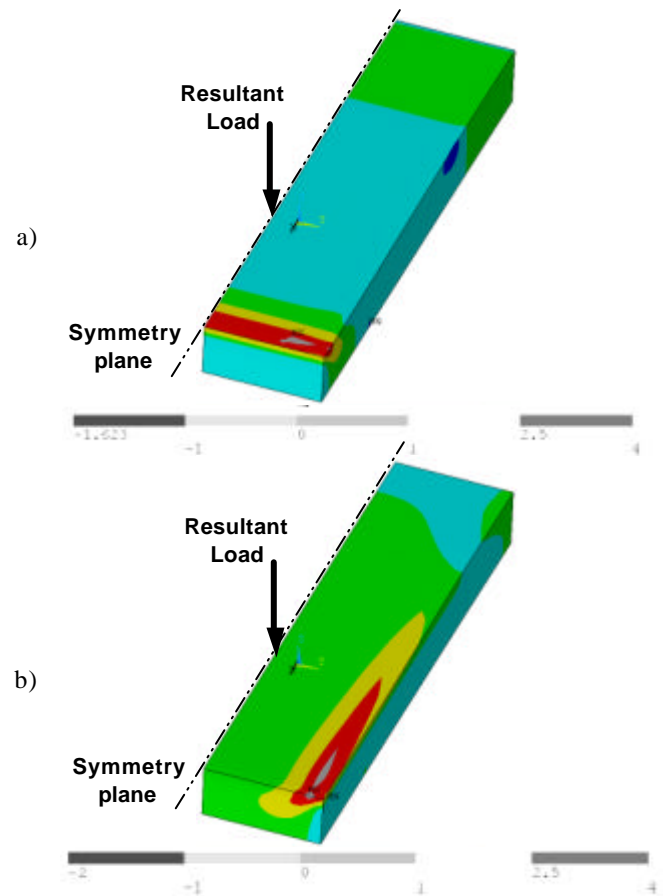 Resultant
Load
a)
Symmetry
plane
-1.623
-1
0
1
2.5
4
Resultant
Load
b)
Symmetry
plane
-2
-1
0
1
2.5
4